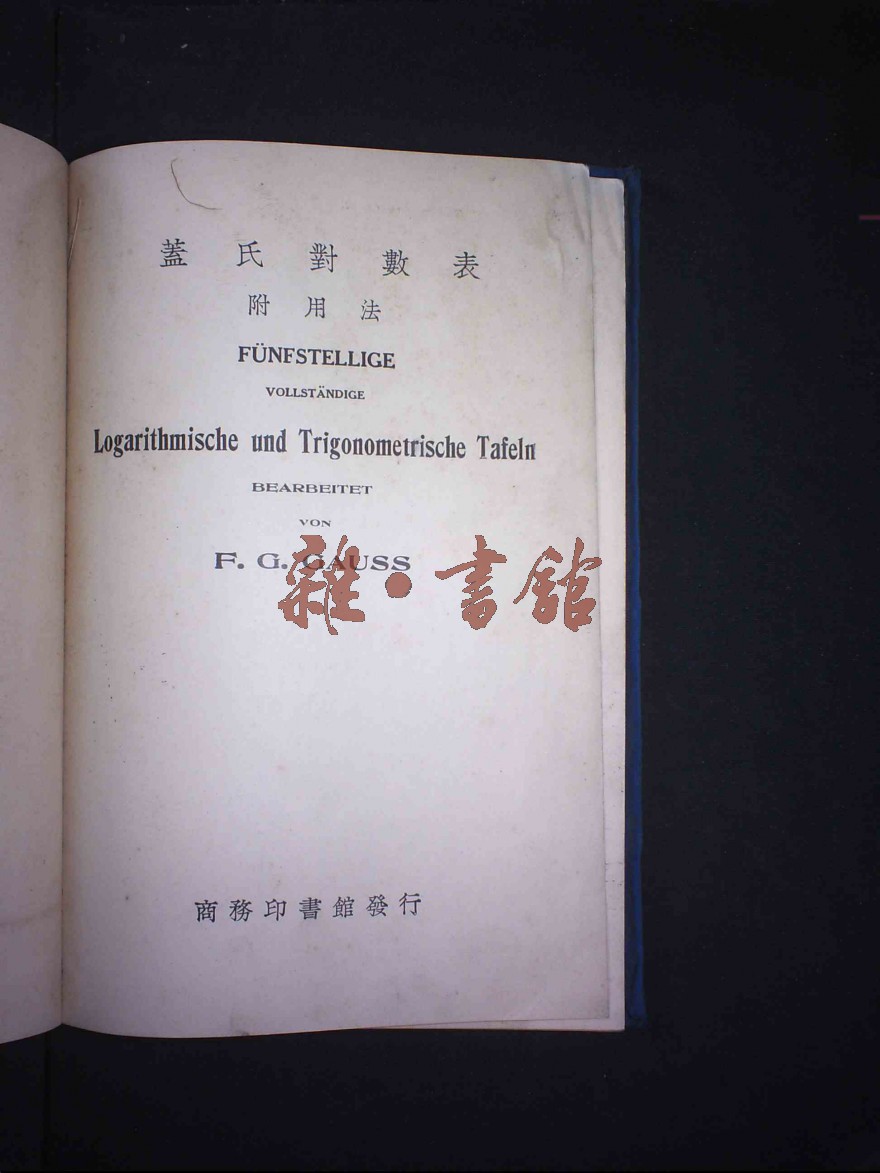 蓋氏對數表
附用法
FÜNFSTELLIGE
VOLLSTÄNDIGE
Logarithmische und Trigonometrische Tafeln
BEARBEITET
VON
F. G. GAUSS
雜·書館
商務印書館發行